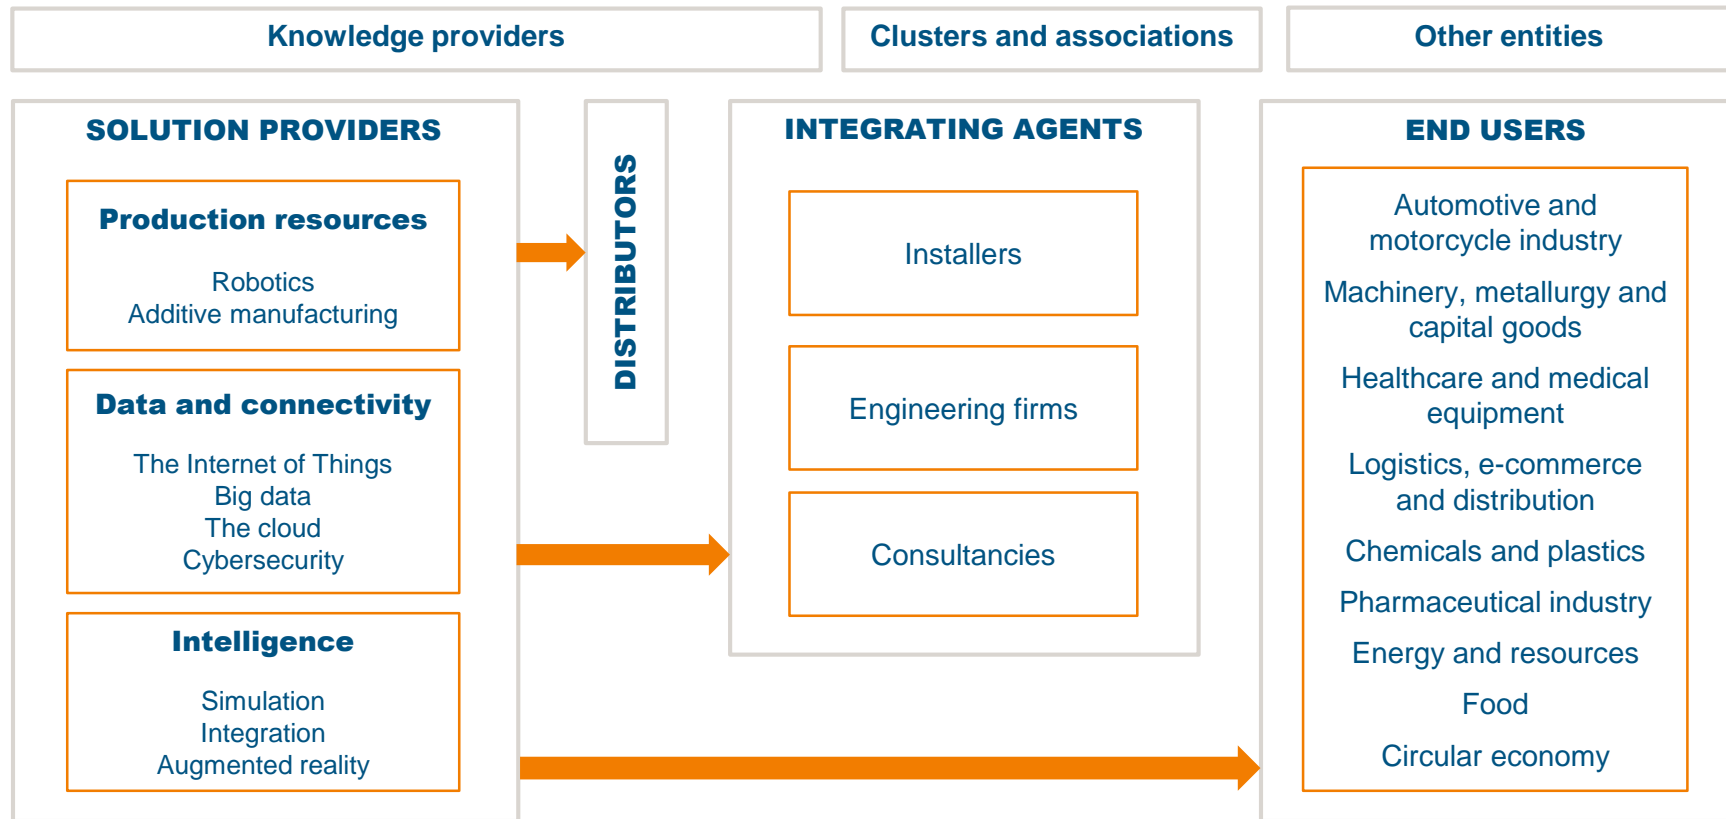 Knowledge providers
Clusters and associations
Other entities
SOLUTION PROVIDERS
Production resources
Robotics
Additive manufacturing
Data and connectivity
The Internet of Things
Big data
The cloud
Cybersecurity
Intelligence
Simulation
Integration
Augmented reality
DISTRIBUTORS
INTEGRATING AGENTS
Installers
Engineering firms
Consultancies
END USERS
Automotive and
motorcycle industry
Machinery, metallurgy and
capital goods
Healthcare and medical
equipment
Logistics, e-commerce
and distribution
Chemicals and plastics
Pharmaceutical industry
Energy and resources
Food
Circular economy